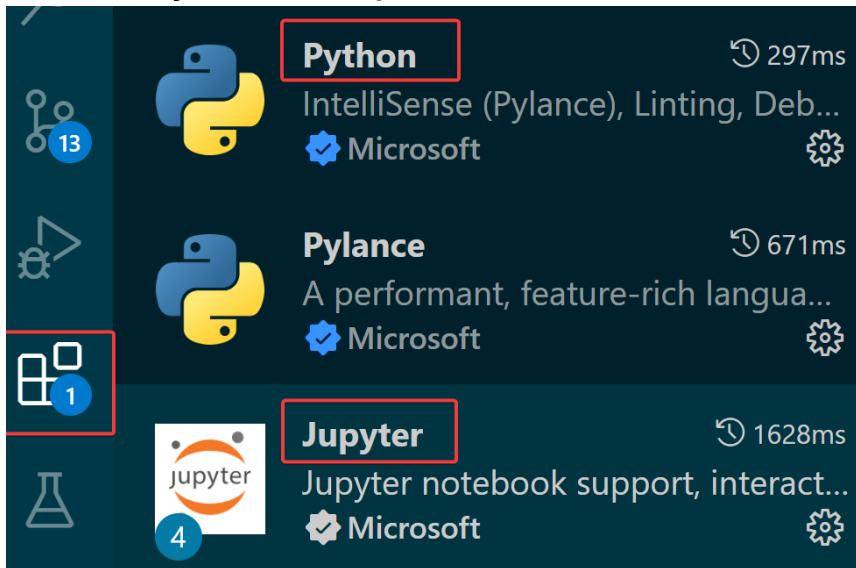 Python 297ms
IntelliSense (Pylance), Linting, Deb...
Microsoft
13
Pylance 671ms
A performant, feature-rich langua...
Microsoft
1
Jupyter 1628ms
jupyter
Jupyter notebook support, interact...
4 Microsoft